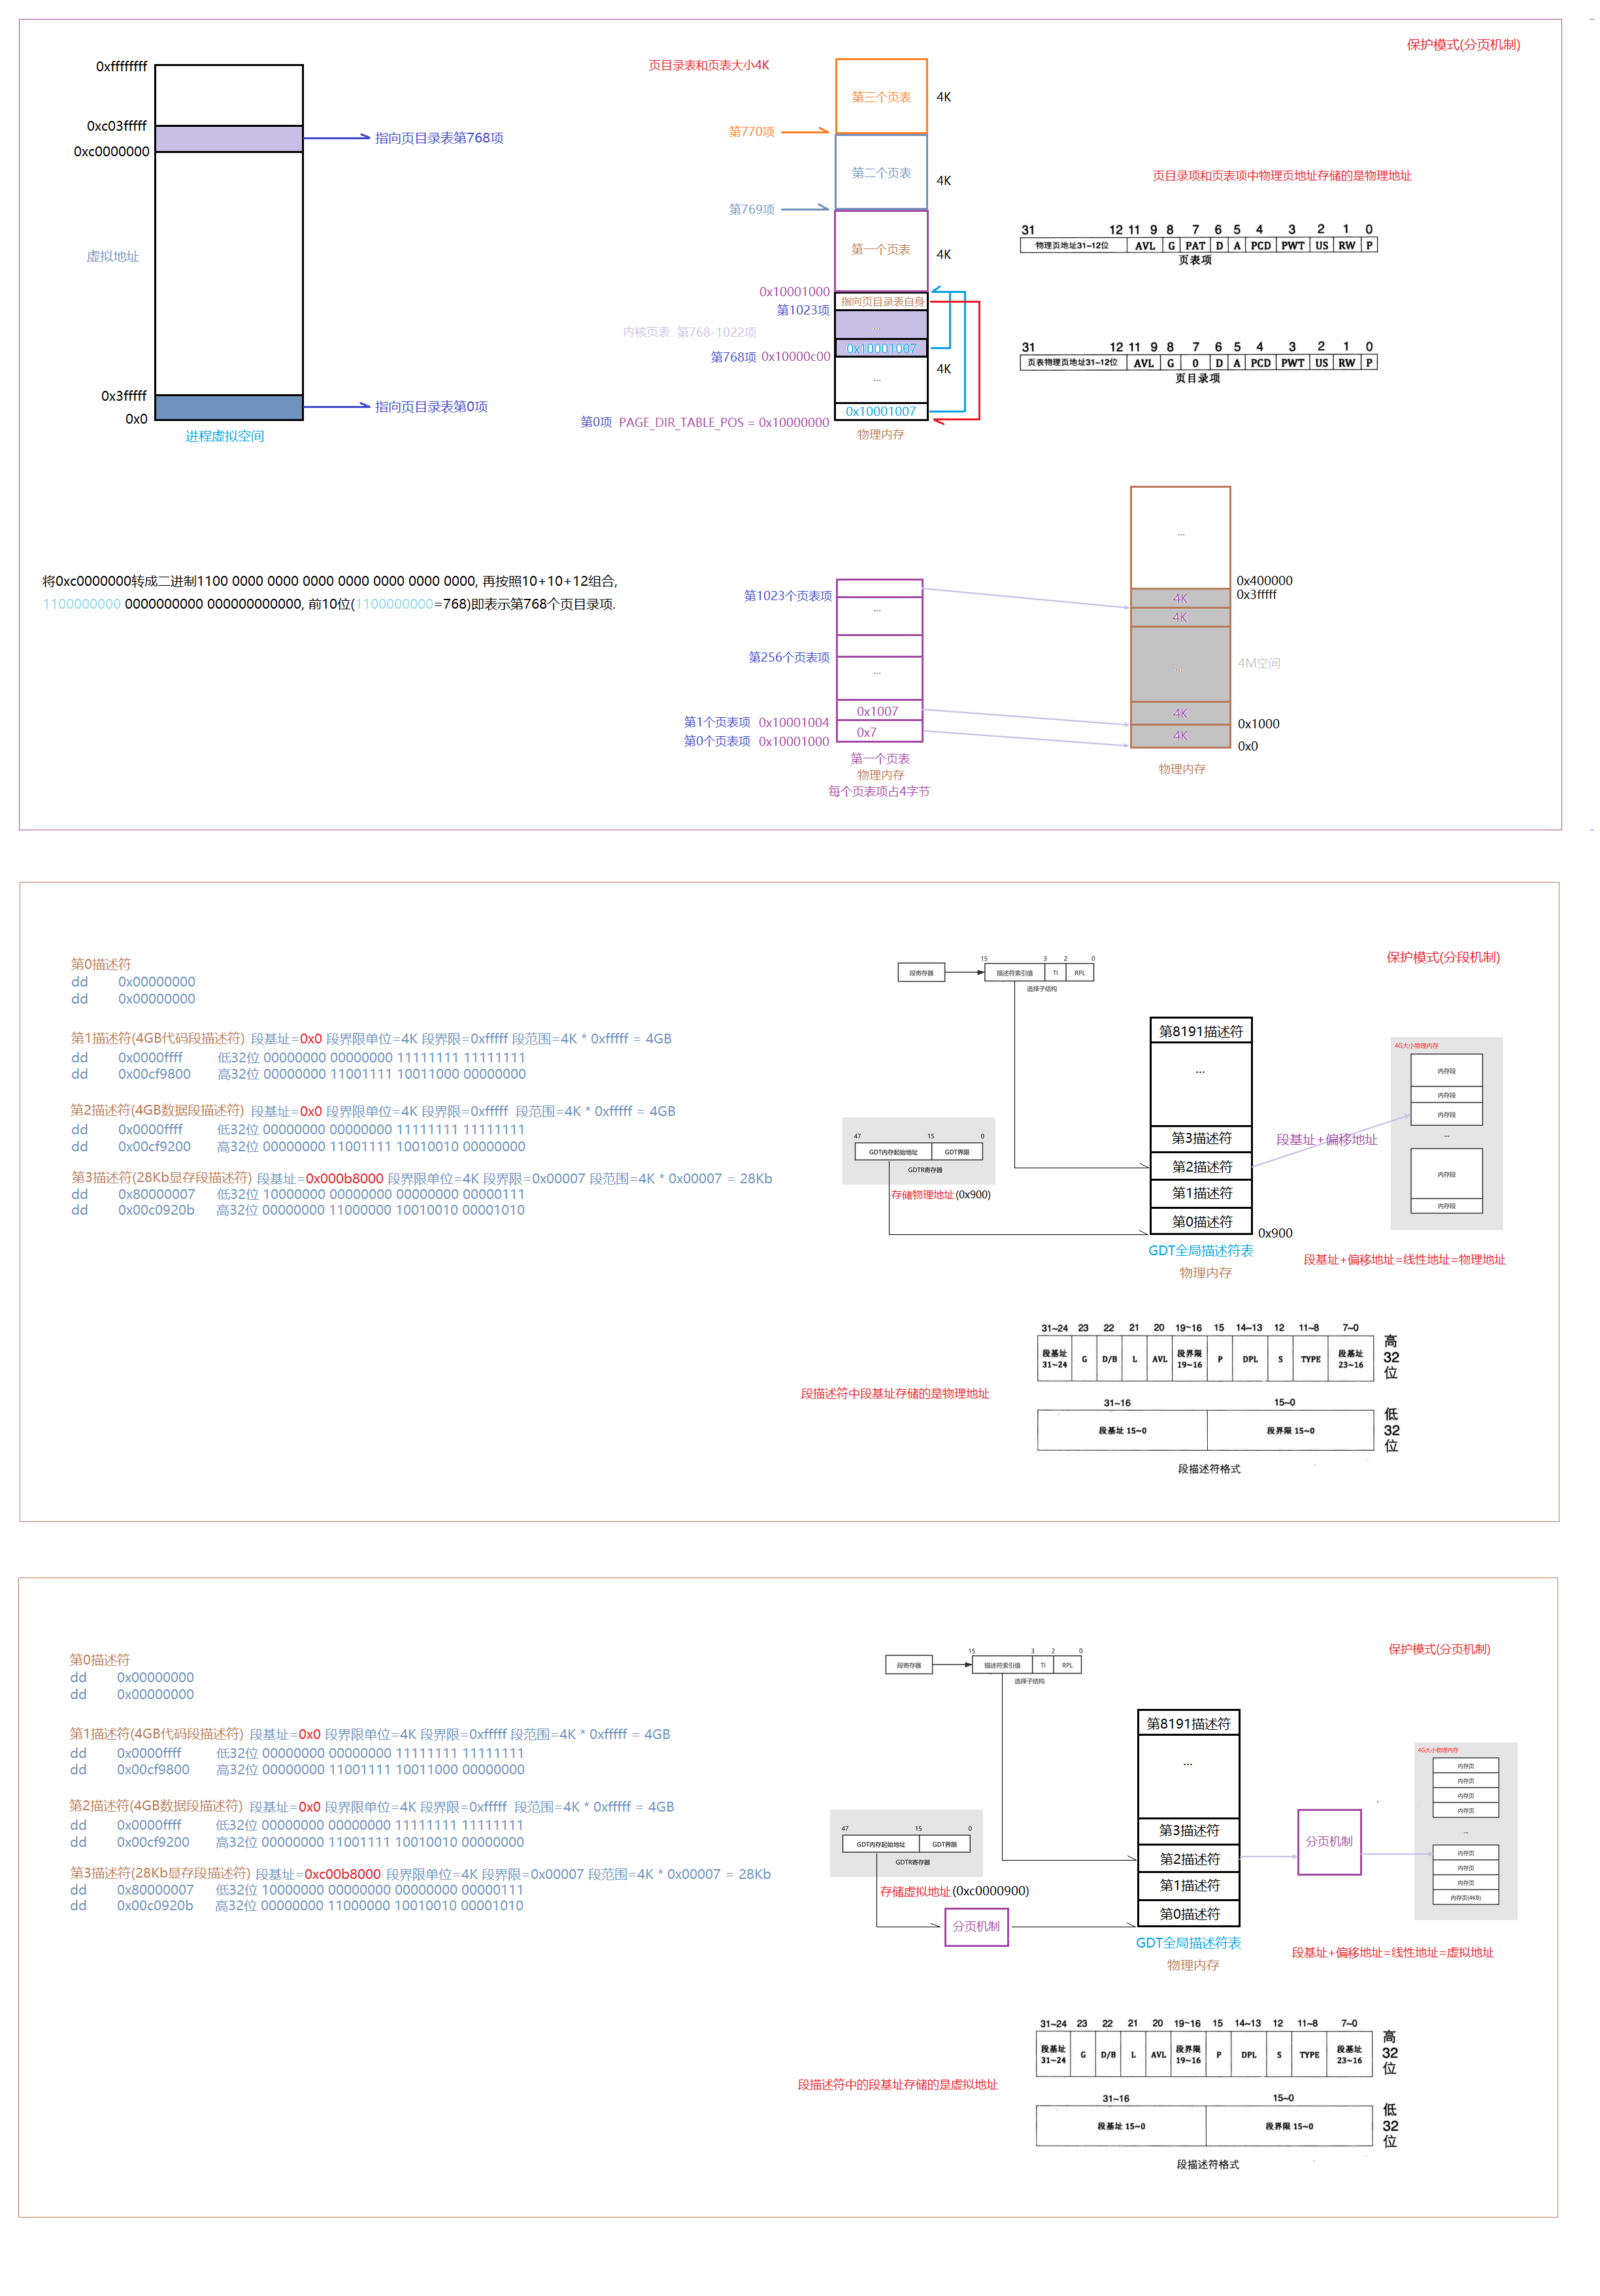 保护模式(分页机制)
0xffffffff
0xc03fffff
0xc0000000
指向页目录表第768项
虚拟地址
0x3fffff
0x0
指向页目录表第0项
进程虚拟空间
页目录表和页表大小4K
第三个页表
4K
第770项
第二个页表
4K
第769项
第一个页表
4K
0x10001000
指向页目录表自身
第1023项
内核页表 第768-1022项
...
第768项 0x10000c00
0x10001007
4K
...
0x10001007
第0项 PAGE_DIR_TABLE_POS = 0x10000000
物理内存
页目录项和页表项中物理页地址存储的是物理地址
31 12 11 9 8 7 6 5 4 3 2 1 0
物理页地址31~12位 AVL G PAT D A PCD PWT US RW P
页表项
31 12 11 9 8 7 6 5 4 3 2 1 0
页表物理页地址31~12位 AVL G 0 D A PCD PWT US RW P
页目录项
将0xc0000000转成二进制1100 0000 0000 0000 0000 0000 0000 0000, 再按照10+10+12组合,
1100000000 0000000000 000000000000, 前10位(1100000000=768)即表示第768个页目录项.
第1023个页表项
...
第256个页表项
...
0x1007
第1个页表项 0x10001004
0x7
第0个页表项 0x10001000
第一个页表
物理内存
每个页表项占4字节
...
0x400000
0x3fffff
4K
4K
...
4M空间
4K
0x1000
4K
0x0
物理内存
保护模式(分段机制)
第0描述符
dd 0x00000000
dd 0x00000000
第1描述符(4GB代码段描述符) 段基址=0x0 段界限单位=4K 段界限=0xfffff 段范围=4K * 0xfffff = 4GB
dd 0x0000ffff 低32位 00000000 00000000 11111111 11111111
dd 0x00cf9800 高32位 00000000 11001111 10011000 00000000
第2描述符(4GB数据段描述符) 段基址=0x0 段界限单位=4K 段界限=0xfffff 段范围=4K * 0xfffff = 4GB
dd 0x0000ffff 低32位 00000000 00000000 11111111 11111111
dd 0x00cf9200 高32位 00000000 11001111 10010010 00000000
第3描述符(28Kb显存段描述符) 段基址=0x000b8000 段界限单位=4K 段界限=0x00007 段范围=4K * 0x00007 = 28Kb
dd 0x80000007 低32位 10000000 00000000 00000000 00000111
dd 0x00c0920b 高32位 00000000 11000000 10010010 00001010
15 3 2 0
段寄存器
描述符索引值 TI RPL
选择子结构
第8191描述符
...
第3描述符
第2描述符
第1描述符
第0描述符
0x900
GDT全局描述符表
物理内存
47 15 0
GDT内存起始地址 GDT界限
GDTR寄存器
存储物理地址(0x900)
段基址+偏移地址
4G大小物理内存
内存段
内存段
内存段
...
内存段
内存段
段基址+偏移地址=线性地址=物理地址
31~24 23 22 21 20 19~16 15 14~13 12 11~8 7~0
段基址 31~24 G D/B L AVL 段界限 19~16 P DPL S TYPE 段基址 23~16
高32位
段描述符中段基址存储的是物理地址
31~16 15~0
段基址 15~0 段界限 15~0
低32位
段描述符格式
保护模式(分页机制)
第0描述符
dd 0x00000000
dd 0x00000000
第1描述符(4GB代码段描述符) 段基址=0x0 段界限单位=4K 段界限=0xfffff 段范围=4K * 0xfffff = 4GB
dd 0x0000ffff 低32位 00000000 00000000 11111111 11111111
dd 0x00cf9800 高32位 00000000 11001111 10011000 00000000
第2描述符(4GB数据段描述符) 段基址=0x0 段界限单位=4K 段界限=0xfffff 段范围=4K * 0xfffff = 4GB
dd 0x0000ffff 低32位 00000000 00000000 11111111 11111111
dd 0x00cf9200 高32位 00000000 11001111 10010010 00000000
第3描述符(28Kb显存段描述符) 段基址=0xc00b8000 段界限单位=4K 段界限=0x00007 段范围=4K * 0x00007 = 28Kb
dd 0x80000007 低32位 10000000 00000000 00000000 00000111
dd 0x00c0920b 高32位 00000000 11000000 10010010 00001010
15 3 2 0
段寄存器
描述符索引值 TI RPL
选择子结构
第8191描述符
...
第3描述符
第2描述符
第1描述符
第0描述符
GDT全局描述符表
物理内存
47 15 0
GDT内存起始地址 GDT界限
GDTR寄存器
存储虚拟地址(0xc0000900)
分页机制
分页机制
4G大小物理内存
内存页
内存页
内存页
内存页
...
内存页
内存页
内存页
内存页(4KB)
段基址+偏移地址=线性地址=虚拟地址
31~24 23 22 21 20 19~16 15 14~13 12 11~8 7~0
段基址 31~24 G D/B L AVL 段界限 19~16 P DPL S TYPE 段基址 23~16
高32位
段描述符中的段基址存储的是虚拟地址
31~16 15~0
段基址 15~0 段界限 15~0
低32位
段描述符格式